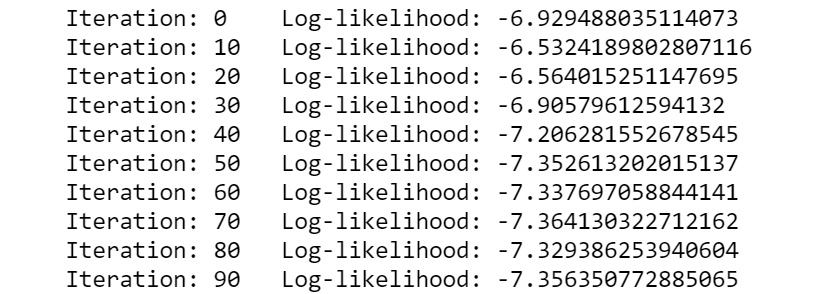 Iteration: 0    Log-likelihood: -6.929488035114073
Iteration: 10   Log-likelihood: -6.5324189802807116
Iteration: 20   Log-likelihood: -6.564015251147695
Iteration: 30   Log-likelihood: -6.90579612594132
Iteration: 40   Log-likelihood: -7.206281552678545
Iteration: 50   Log-likelihood: -7.352613202015137
Iteration: 60   Log-likelihood: -7.337697058844141
Iteration: 70   Log-likelihood: -7.364130322712162
Iteration: 80   Log-likelihood: -7.329386253940604
Iteration: 90   Log-likelihood: -7.356350772885065